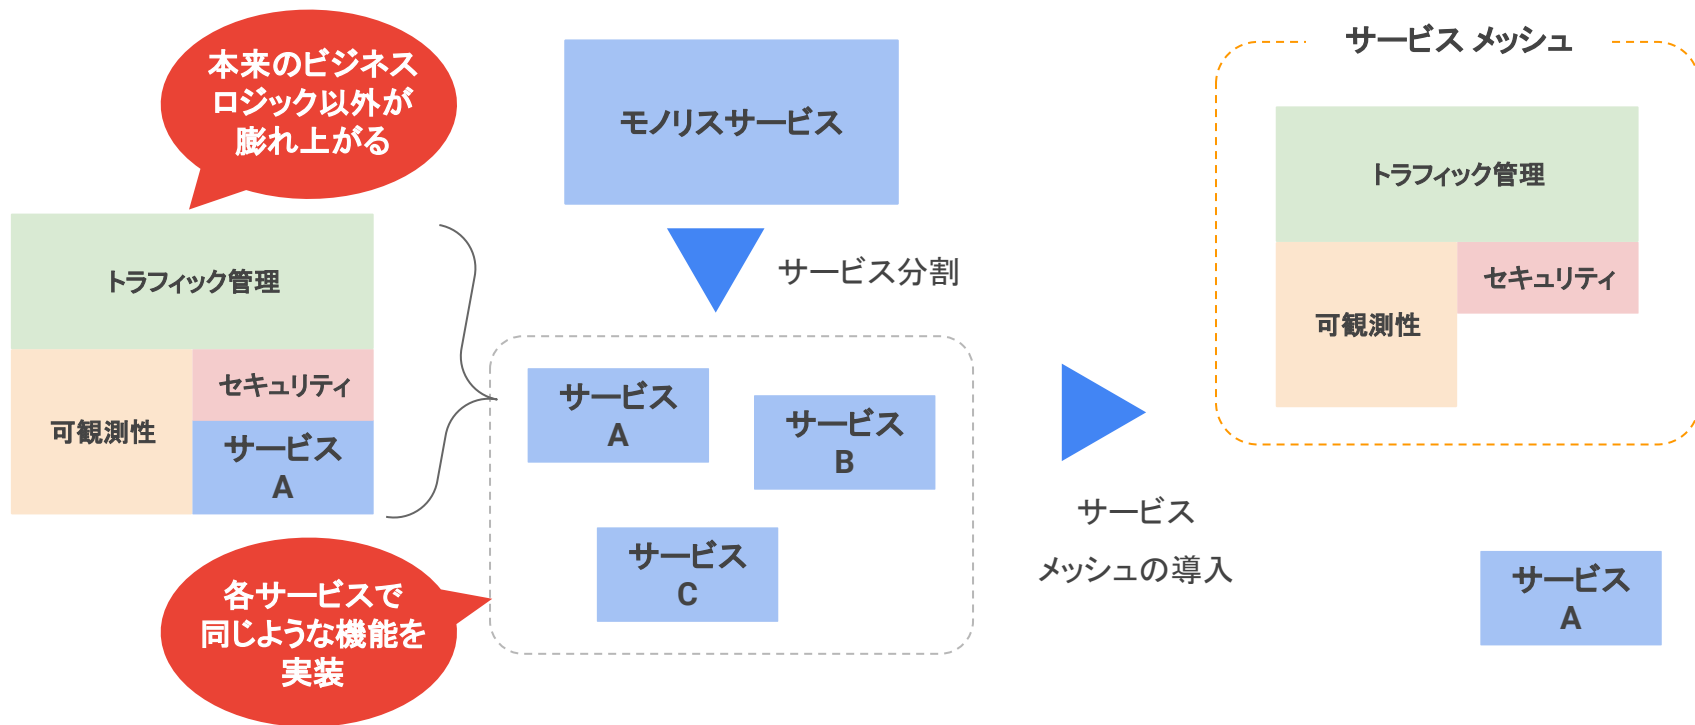 本来のビジネス
ロジック以外が
膨れ上がる
トラフィック管理
可観測性
セキュリティ
サービス
A
各サービスで
同じような機能を
実装
モノリスサービス
サービス分割
サービス
A
サービス
B
サービス
C
サービス
メッシュの導入
サービス メッシュ
トラフィック管理
可観測性
セキュリティ
サービス
A